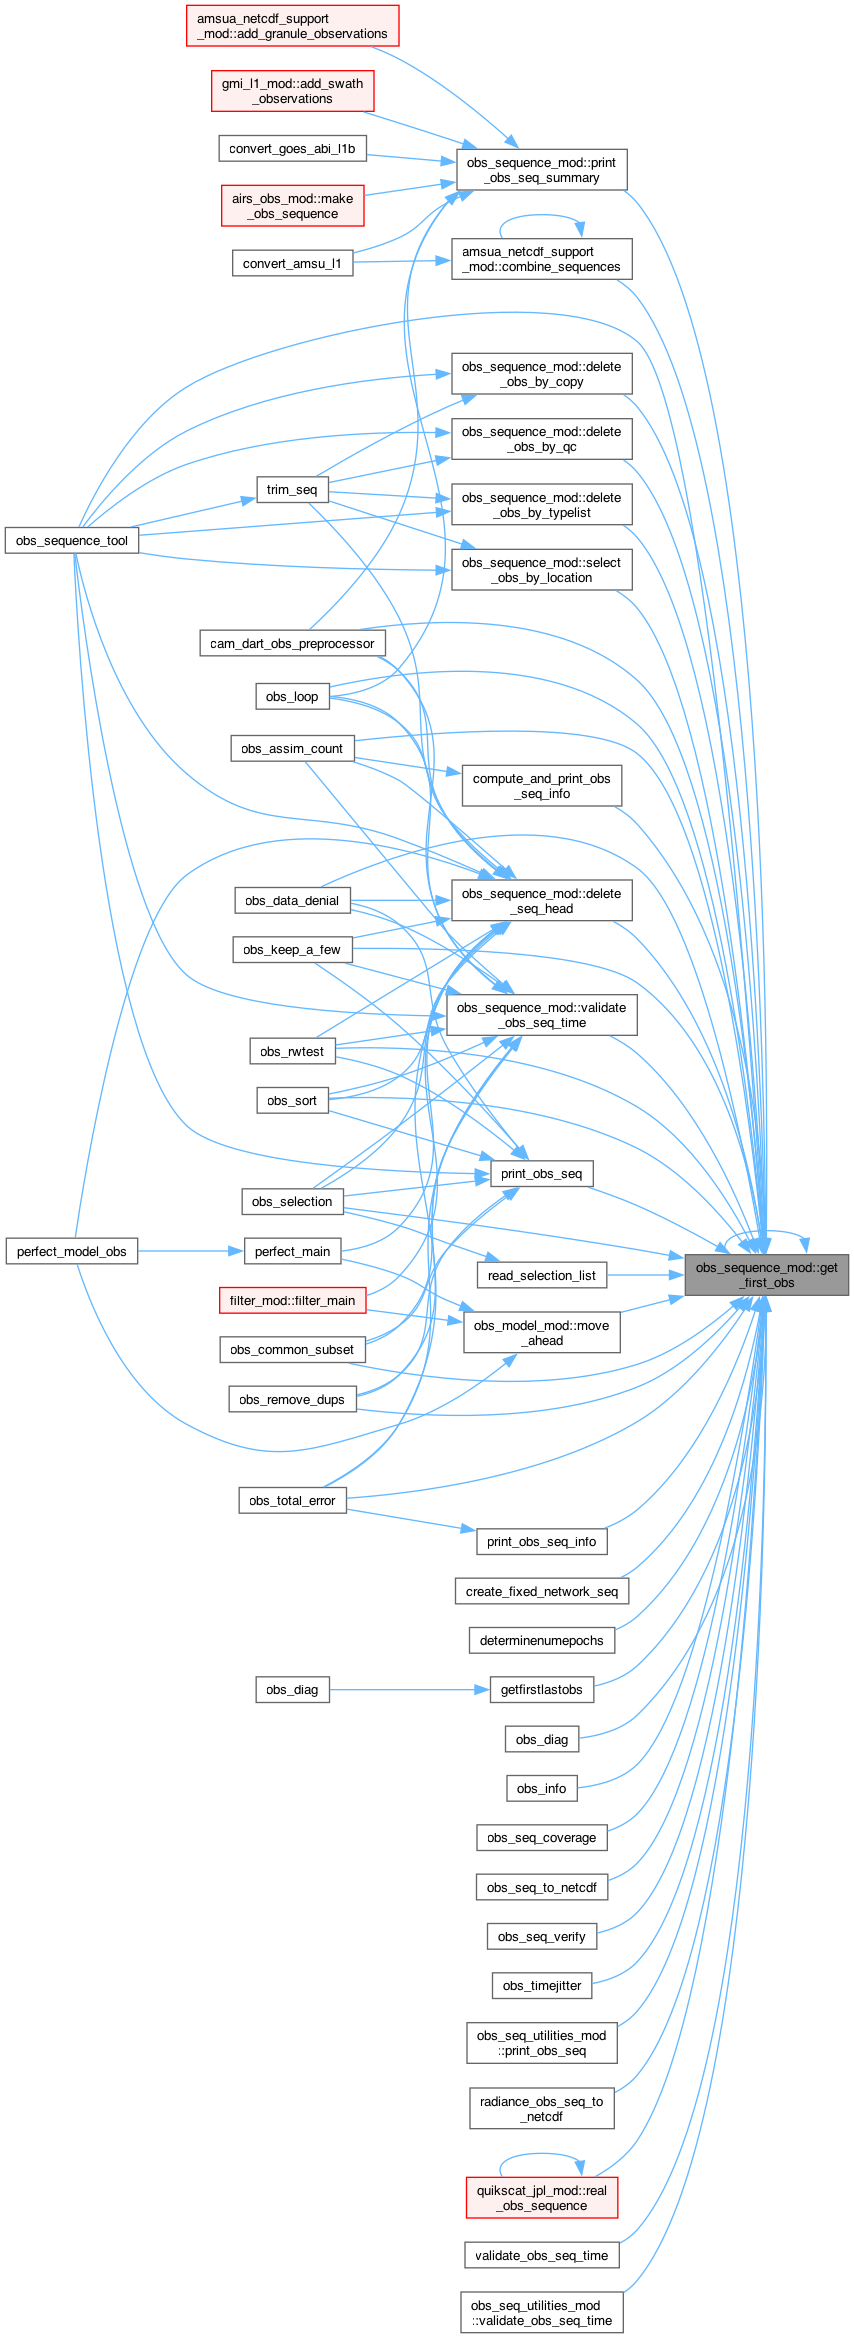 amsua_netcdf_support
_mod::add_granule_observations
gmi_l1_mod::add_swath
_observations
convert_goes_abi_l1b
obs_sequence_mod::print
_obs_seq_summary
airs_obs_mod::make
_obs_sequence
convert_amsu_l1
amsua_netcdf_support
_mod::combine_sequences
obs_sequence_mod::delete
_obs_by_copy
obs_sequence_mod::delete
_obs_by_qc
trim_seq
obs_sequence_mod::delete
_obs_by_typelist
obs_sequence_tool
obs_sequence_mod::select
_obs_by_location
cam_dart_obs_preprocessor
obs_loop
obs_assim_count
compute_and_print_obs
_seq_info
obs_data_denial
obs_sequence_mod::delete
_seq_head
obs_keep_a_few
obs_sequence_mod::validate
_obs_seq_time
obs_rwtest
obs_sort
print_obs_seq
obs_selection
perfect_model_obs
perfect_main
read_selection_list
obs_sequence_mod::get
_first_obs
filter_mod::filter_main
obs_model_mod::move
_ahead
obs_common_subset
obs_remove_dups
obs_total_error
print_obs_seq_info
create_fixed_network_seq
determinenumepochs
obs_diag
getfirstlastobs
obs_diag
obs_info
obs_seq_coverage
obs_seq_to_netcdf
obs_seq_verify
obs_timejitter
obs_seq_utilities_mod
::print_obs_seq
radiance_obs_seq_to
_netcdf
quikscat_jpl_mod::real
_obs_sequence
validate_obs_seq_time
obs_seq_utilities_mod
::validate_obs_seq_time